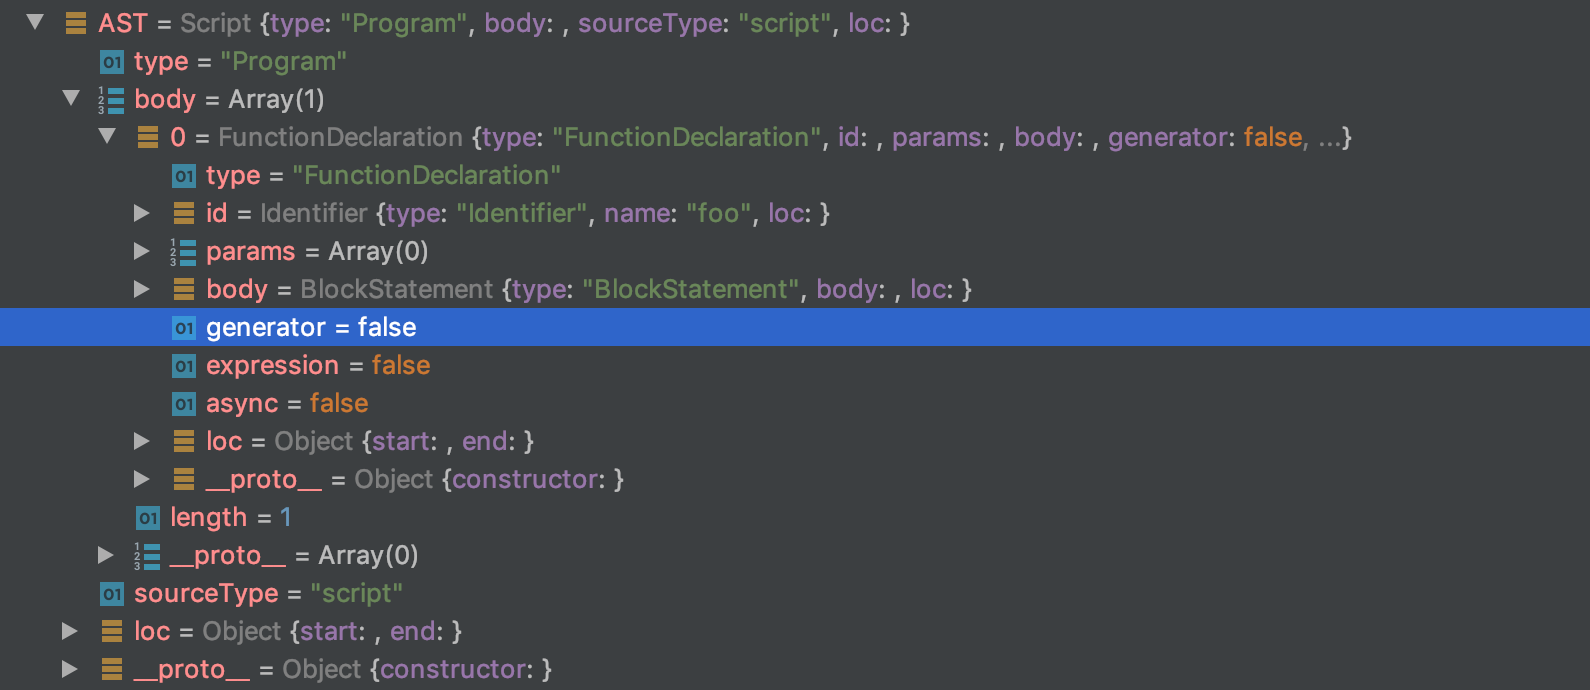 AST = Script {type: "Program", body: , sourceType: "script", loc: }
01 type = "Program"
123 body = Array(1)
0 = FunctionDeclaration {type: "FunctionDeclaration", id: , params: , body: , generator: false, ...}
01 type = "FunctionDeclaration"
id = Identifier {type: "Identifier", name: "foo", loc: }
123 params = Array(0)
body = BlockStatement {type: "BlockStatement", body: , loc: }
01 generator = false
01 expression = false
01 async = false
loc = Object {start: , end: }
__proto__ = Object {constructor: }
01 length = 1
123 __proto__ = Array(0)
01 sourceType = "script"
loc = Object {start: , end: }
__proto__ = Object {constructor: }